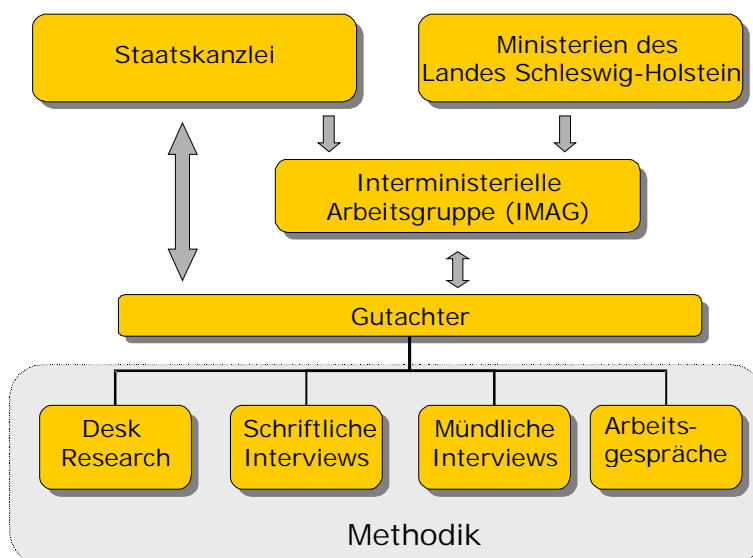 Staatskanzlei
Ministerien des
Landes Schleswig-Holstein
Interministerielle
Arbeitsgruppe (IMAG)
Gutachter
Desk
Research
Schriftliche
Interviews
Mündliche
Interviews
Arbeits-
gespräche
Methodik